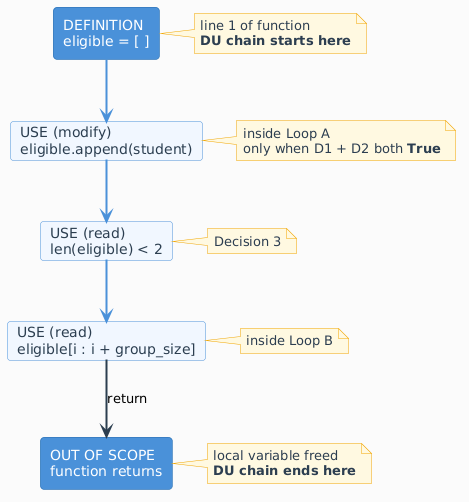 DEFINITION
eligible = [ ]
line 1 of function
DU chain starts here
USE (modify)
eligible.append(student)
inside Loop A
only when D1 + D2 both True
USE (read)
len(eligible) < 2
Decision 3
USE (read)
eligible[i : i + group_size]
inside Loop B
return
OUT OF SCOPE
function returns
local variable freed
DU chain ends here